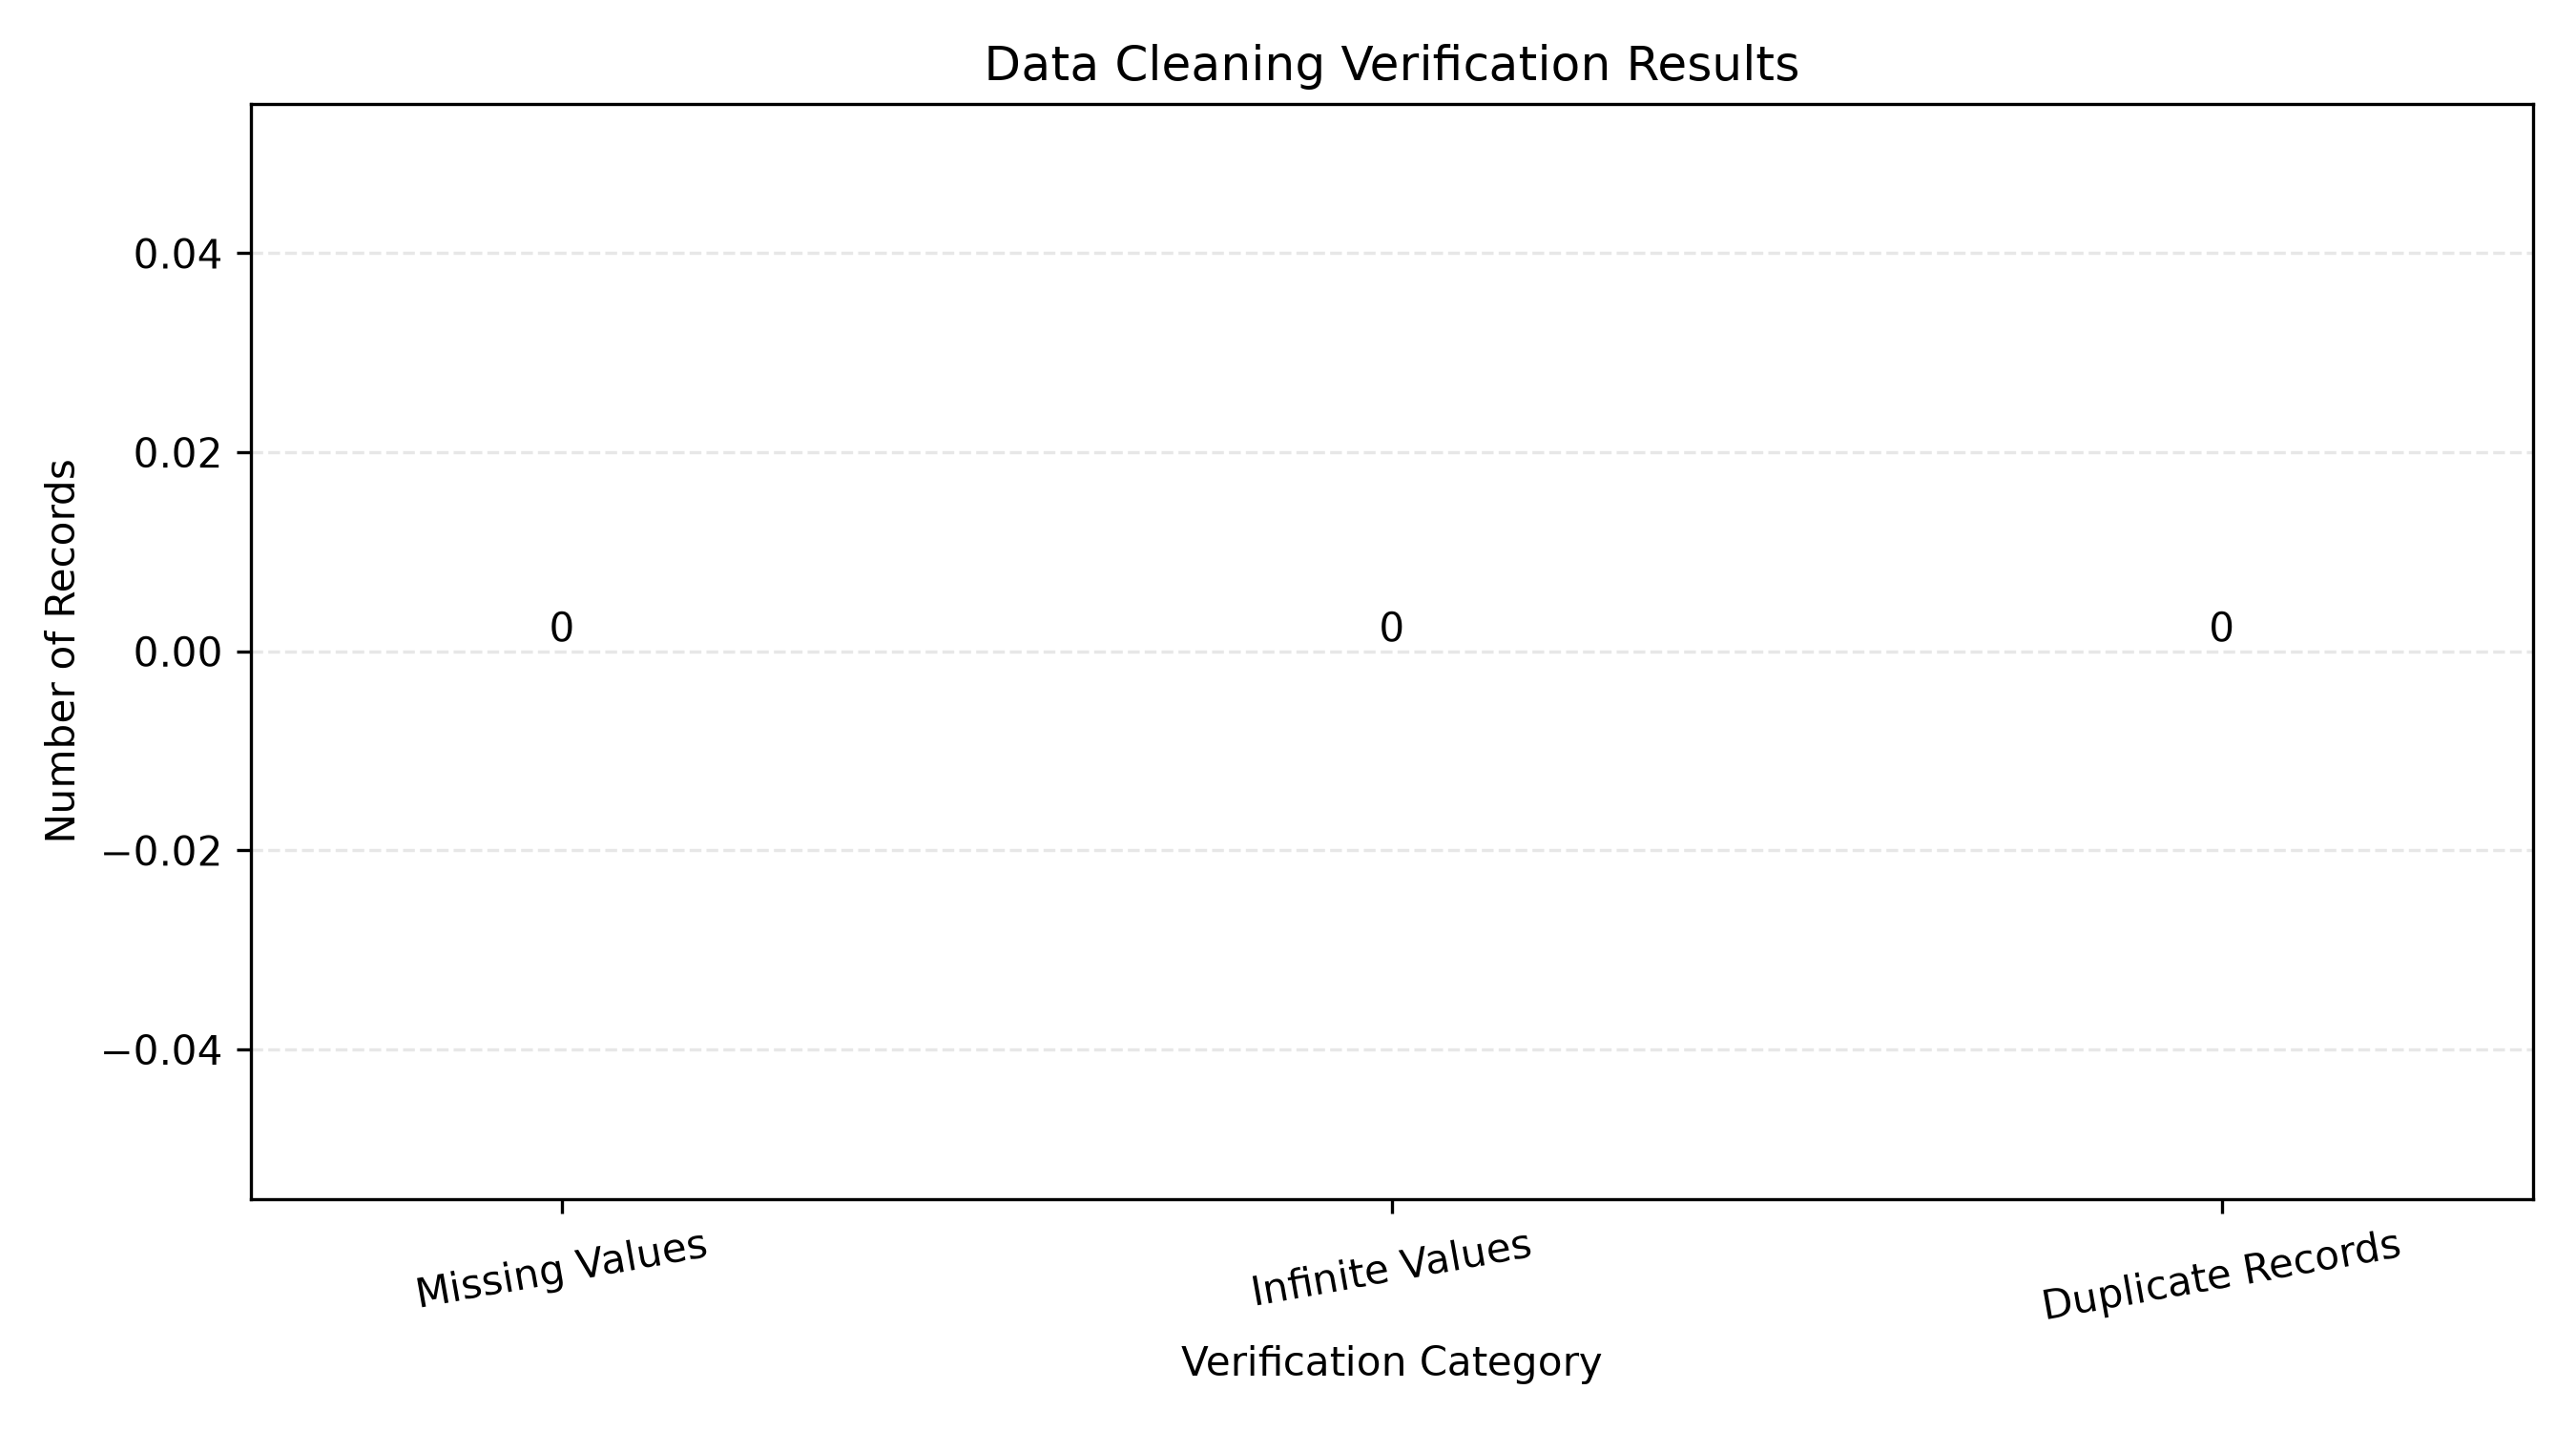 Data Cleaning Verification Results
Number of Records
0.04
0.02
0.00
−0.02
−0.04
0 0 0
Missing Values Infinite Values Duplicate Records
Verification Category